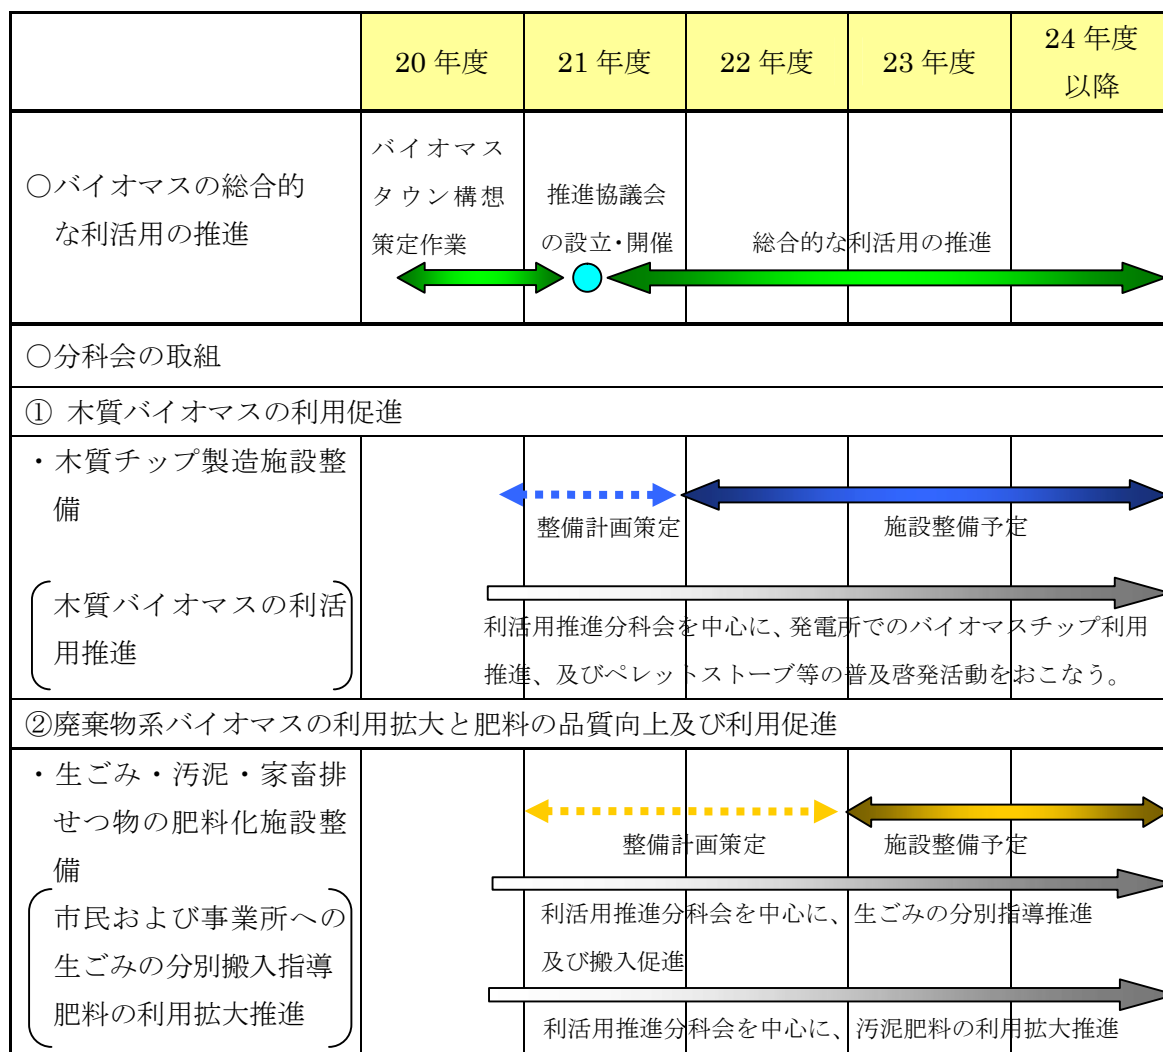 20 年度 21 年度 22 年度 23 年度 24 年度
以降
○バイオマスの総合的
な利活用の推進
バイオマス
タウン構想
策定作業
推進協議会
の設立・開催
総合的な利活用の推進
○分科会の取組
① 木質バイオマスの利用促進
・木質チップ製造施設整
備
整備計画策定
施設整備予定
木質バイオマスの利活
用推進
利活用推進分科会を中心に、発電所でのバイオマスチップ利用
推進、及びペレットストーブ等の普及啓発活動をおこなう。
②廃棄物系バイオマスの利用拡大と肥料の品質向上及び利用促進
・生ごみ・汚泥・家畜排
せつ物の肥料化施設整
備
整備計画策定
施設整備予定
市民および事業所への
生ごみの分別搬入指導
肥料の利用拡大推進
利活用推進分科会を中心に、生ごみの分別指導推進
及び搬入促進
利活用推進分科会を中心に、汚泥肥料の利用拡大推進